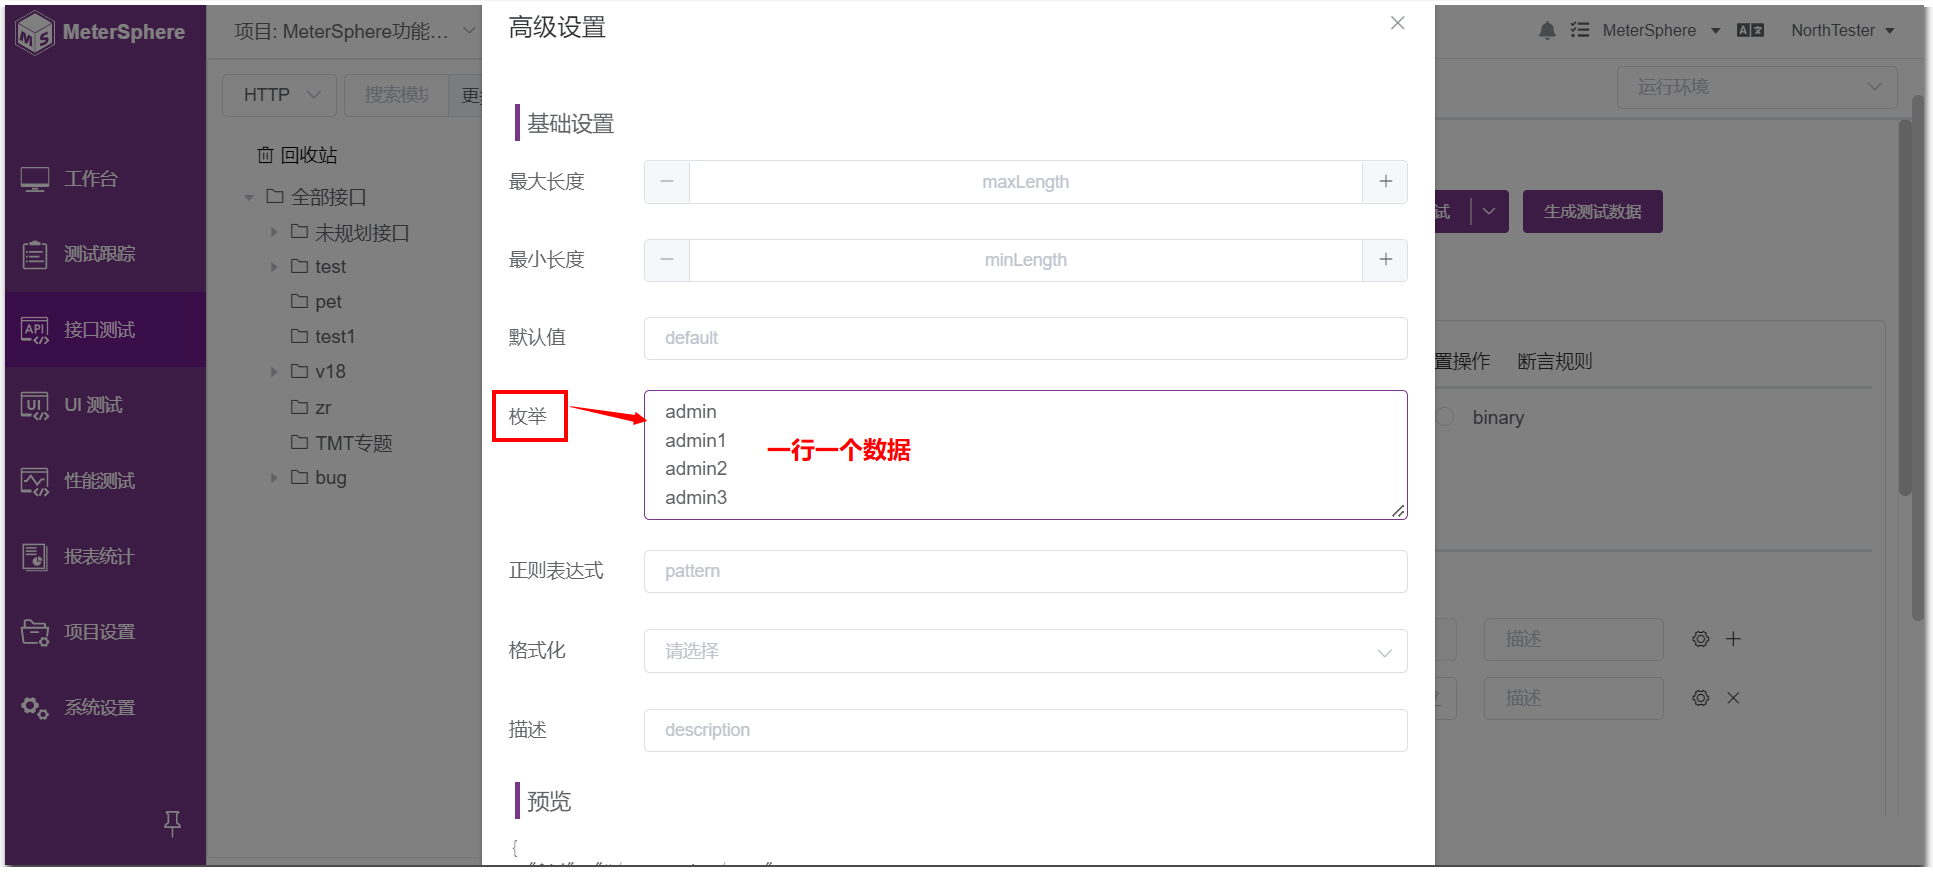 MeterSphere
项目: MeterSphere功能...
MeterSphere
NorthTester
HTTP
搜索模块
运行环境
回收站
全部接口
未规划接口
test
pet
test1
v18
zr
TMT专题
bug
工作台
测试跟踪
接口测试
UI 测试
性能测试
报表统计
项目设置
系统设置
高级设置
基础设置
最大长度
maxLength
最小长度
minLength
默认值
default
枚举
admin
admin1
admin2
admin3
一行一个数据
正则表达式
pattern
格式化
请选择
描述
description
预览
{
试
生成测试数据
置操作
断言规则
binary
描述
描述